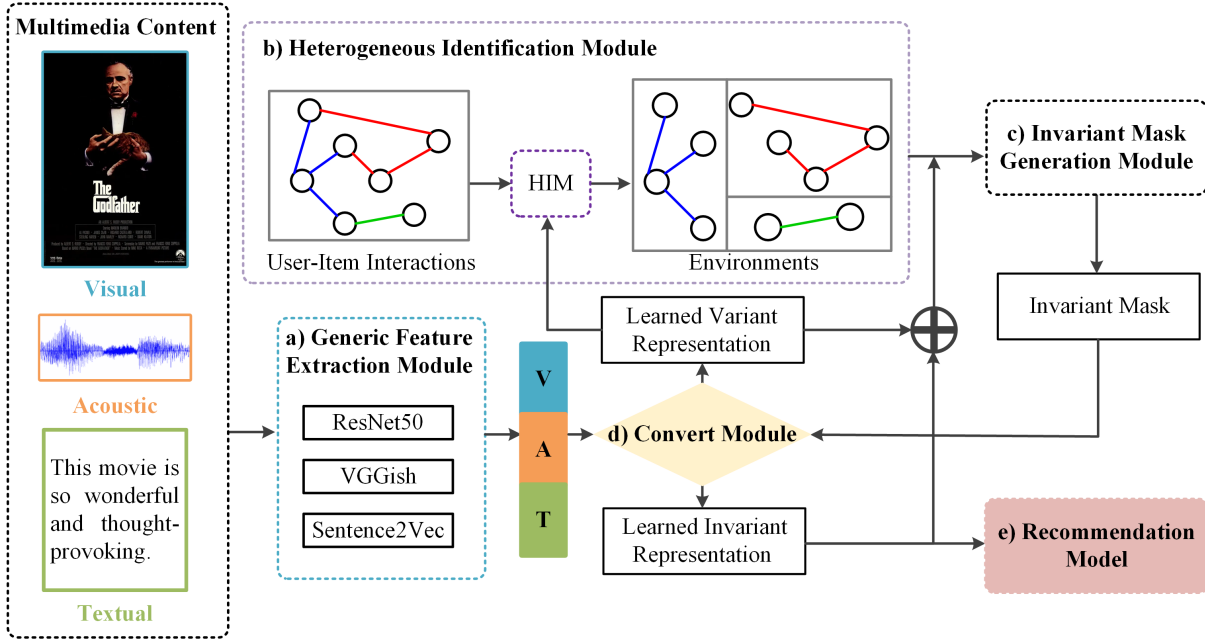 Multimedia Content
The
Godfather
Visual
Acoustic
This movie is
so wonderful
and thought-
provoking.
Textual
b) Heterogeneous Identification Module
User-Item Interactions
HIM
Environments
a) Generic Feature
Extraction Module
ResNet50
VGGish
Sentence2Vec
V
A
T
Learned Variant
Representation
d) Convert Module
Learned Invariant
Representation
c) Invariant Mask
Generation Module
Invariant Mask
e) Recommendation
Model